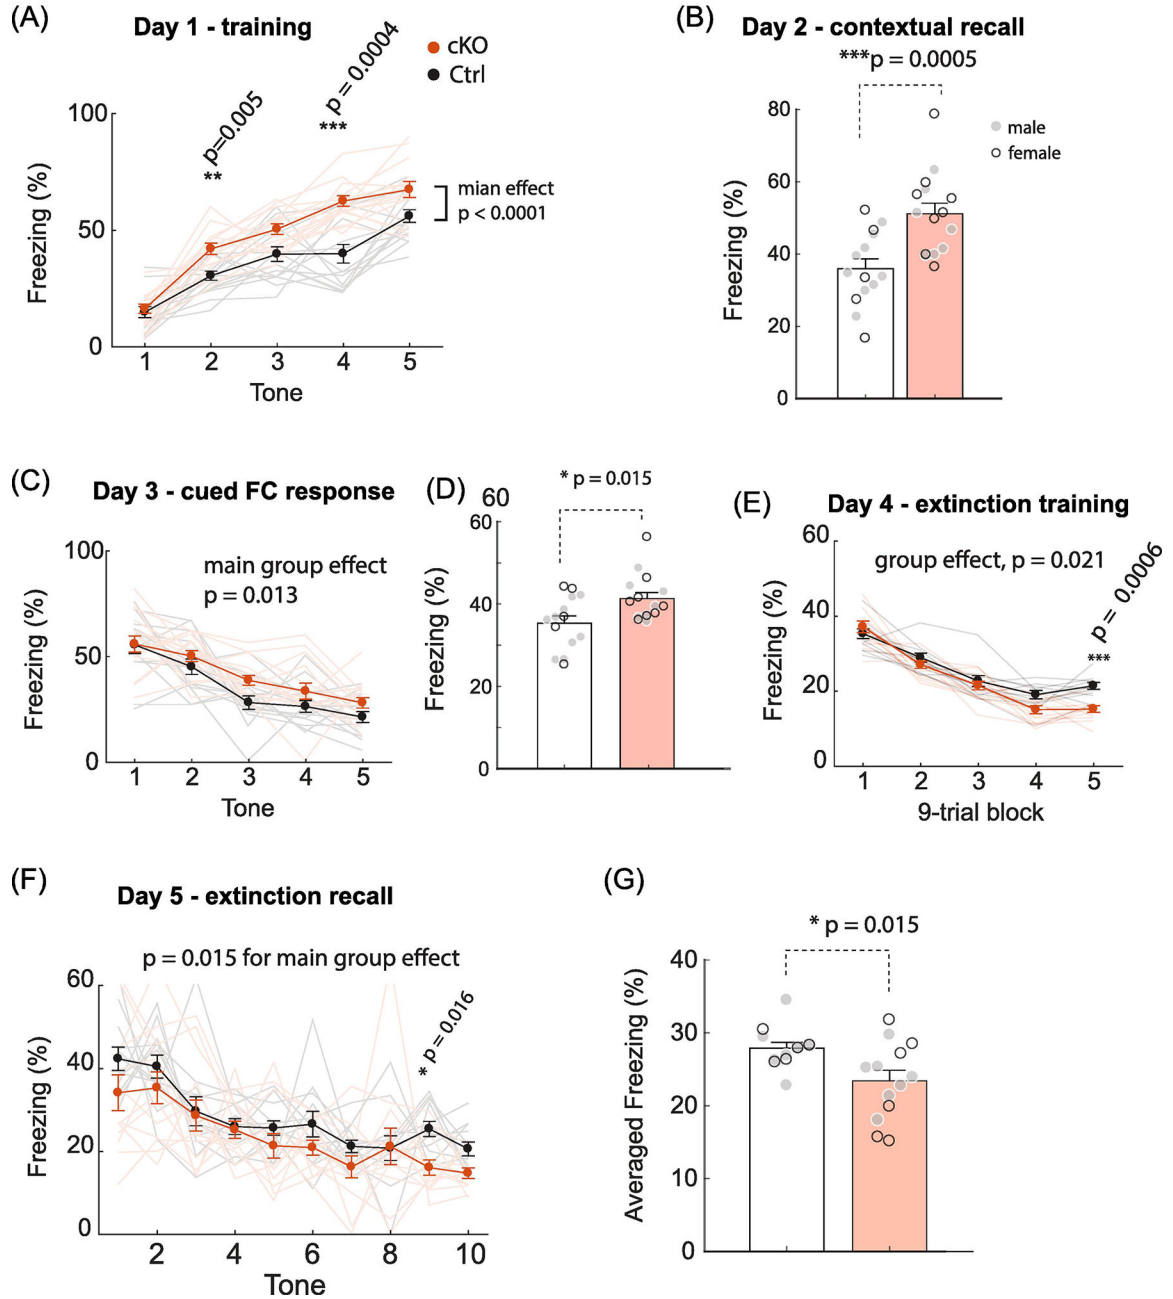 (A)
Day 1 - training
cKO
Ctrl
p=0.005
**
p = 0.0004
***
mian effect
p < 0.0001
100
50
0
Freezing (%)
1 2 3 4 5
Tone
(B)
Day 2 - contextual recall
***p = 0.0005
male
female
80
60
40
20
0
Freezing (%)
(C)
Day 3 - cued FC response
main group effect
p = 0.013
100
50
0
Freezing (%)
1 2 3 4 5
Tone
(D)
60
* p = 0.015
60
40
20
0
Freezing (%)
(E)
Day 4 - extinction training
group effect, p = 0.021
p = 0.0006
***
60
40
20
0
Freezing (%)
1 2 3 4 5
9-trial block
(F)
Day 5 - extinction recall
p = 0.015 for main group effect
* p = 0.016
60
40
20
0
Freezing (%)
2 4 6 8 10
Tone
(G)
* p = 0.015
40
30
20
10
0
Averaged Freezing (%)